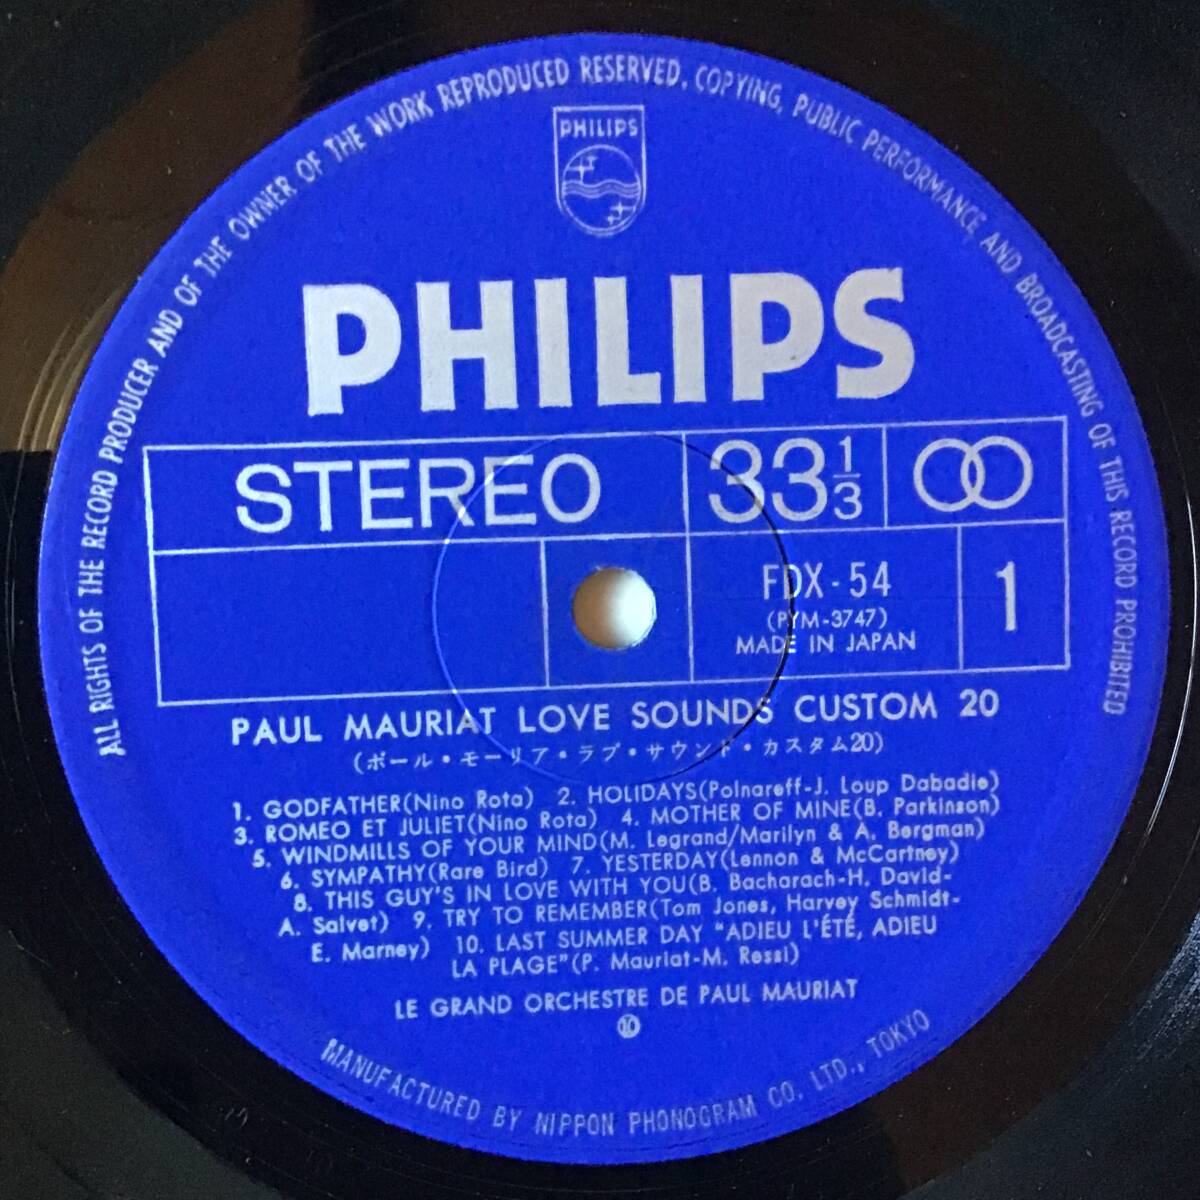 ALL RIGHTS OF THE RECORD PRODUCER AND OF THE OWNER OF THE WORK REPRODUCED RESERVED. COPYING, PUBLIC PERFORMANCE AND BROADCASTING OF THIS RECORD PROHIBITED
PHILIPS
PHILIPS
STEREO
33 1/3
FDX-54
(PYM-3747)
MADE IN JAPAN
1
PAUL MAURIAT LOVE SOUNDS CUSTOM 20
(ポール・モーリア・ラブ・サウンド・カスタム20)
1. GODFATHER(Nino Rota) 2. HOLIDAYS(Polnareff-J. Loup Dabadie)
3. ROMEO ET JULIET(Nino Rota) 4. MOTHER OF MINE(B. Parkinson)
5. WINDMILLS OF YOUR MIND(M. Legrand/Marilyn & A. Bergman)
6. SYMPATHY(Rare Bird) 7. YESTERDAY(Lennon & McCartney)
8. THIS GUY'S IN LOVE WITH YOU(B. Bacharach-H. David-
A. Salvet) 9. TRY TO REMEMBER(Tom Jones, Harvey Schmidt-
E. Marney) 10. LAST SUMMER DAY "ADIEU L'ÉTÉ, ADIEU
LA PLAGE"(P. Mauriat-M. Rossi)
LE GRAND ORCHESTRE DE PAUL MAURIAT
MANUFACTURED BY NIPPON PHONOGRAM CO. LTD., TOKYO